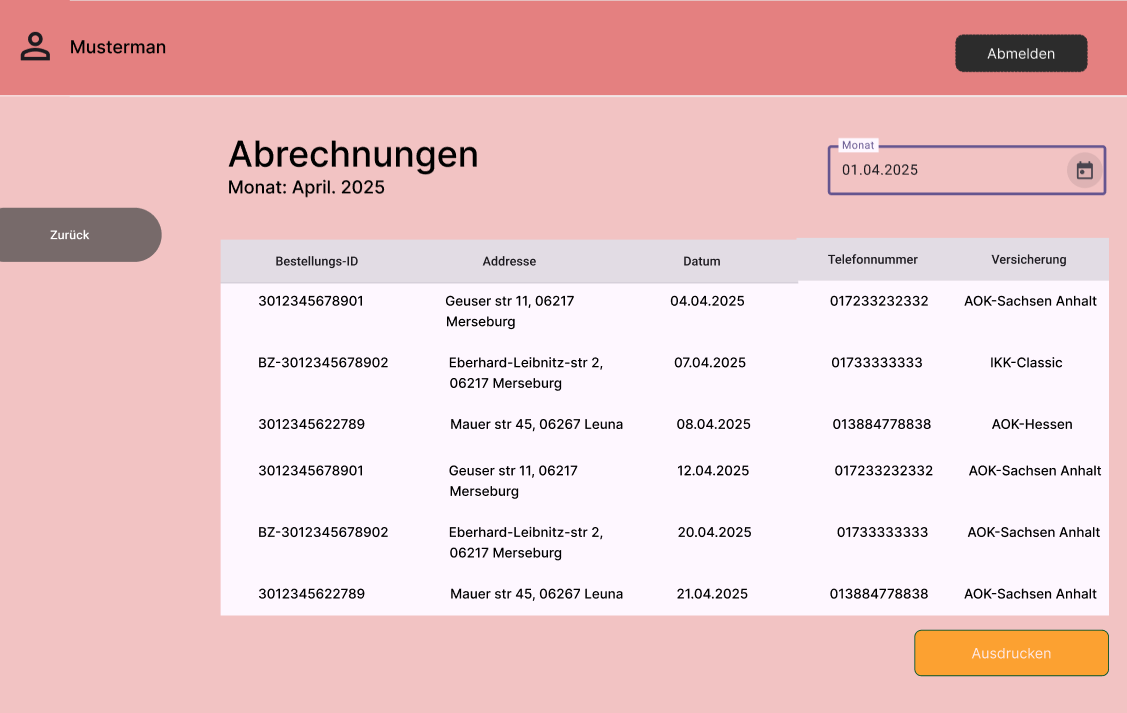 Musterman
Abmelden
Abrechnungen
Monat: April. 2025
Monat
01.04.2025
Zurück
Bestellungs-ID Addresse Datum Telefonnummer Versicherung
3012345678901 Geuser str 11, 06217 04.04.2025 017233232332 AOK-Sachsen Anhalt
Merseburg
BZ-3012345678902 Eberhard-Leibnitz-str 2, 07.04.2025 01733333333 IKK-Classic
06217 Merseburg
3012345622789 Mauer str 45, 06267 Leuna 08.04.2025 013884778838 AOK-Hessen
3012345678901 Geuser str 11, 06217 12.04.2025 017233232332 AOK-Sachsen Anhalt
Merseburg
BZ-3012345678902 Eberhard-Leibnitz-str 2, 20.04.2025 01733333333 AOK-Sachsen Anhalt
06217 Merseburg
3012345622789 Mauer str 45, 06267 Leuna 21.04.2025 013884778838 AOK-Sachsen Anhalt
Ausdrucken